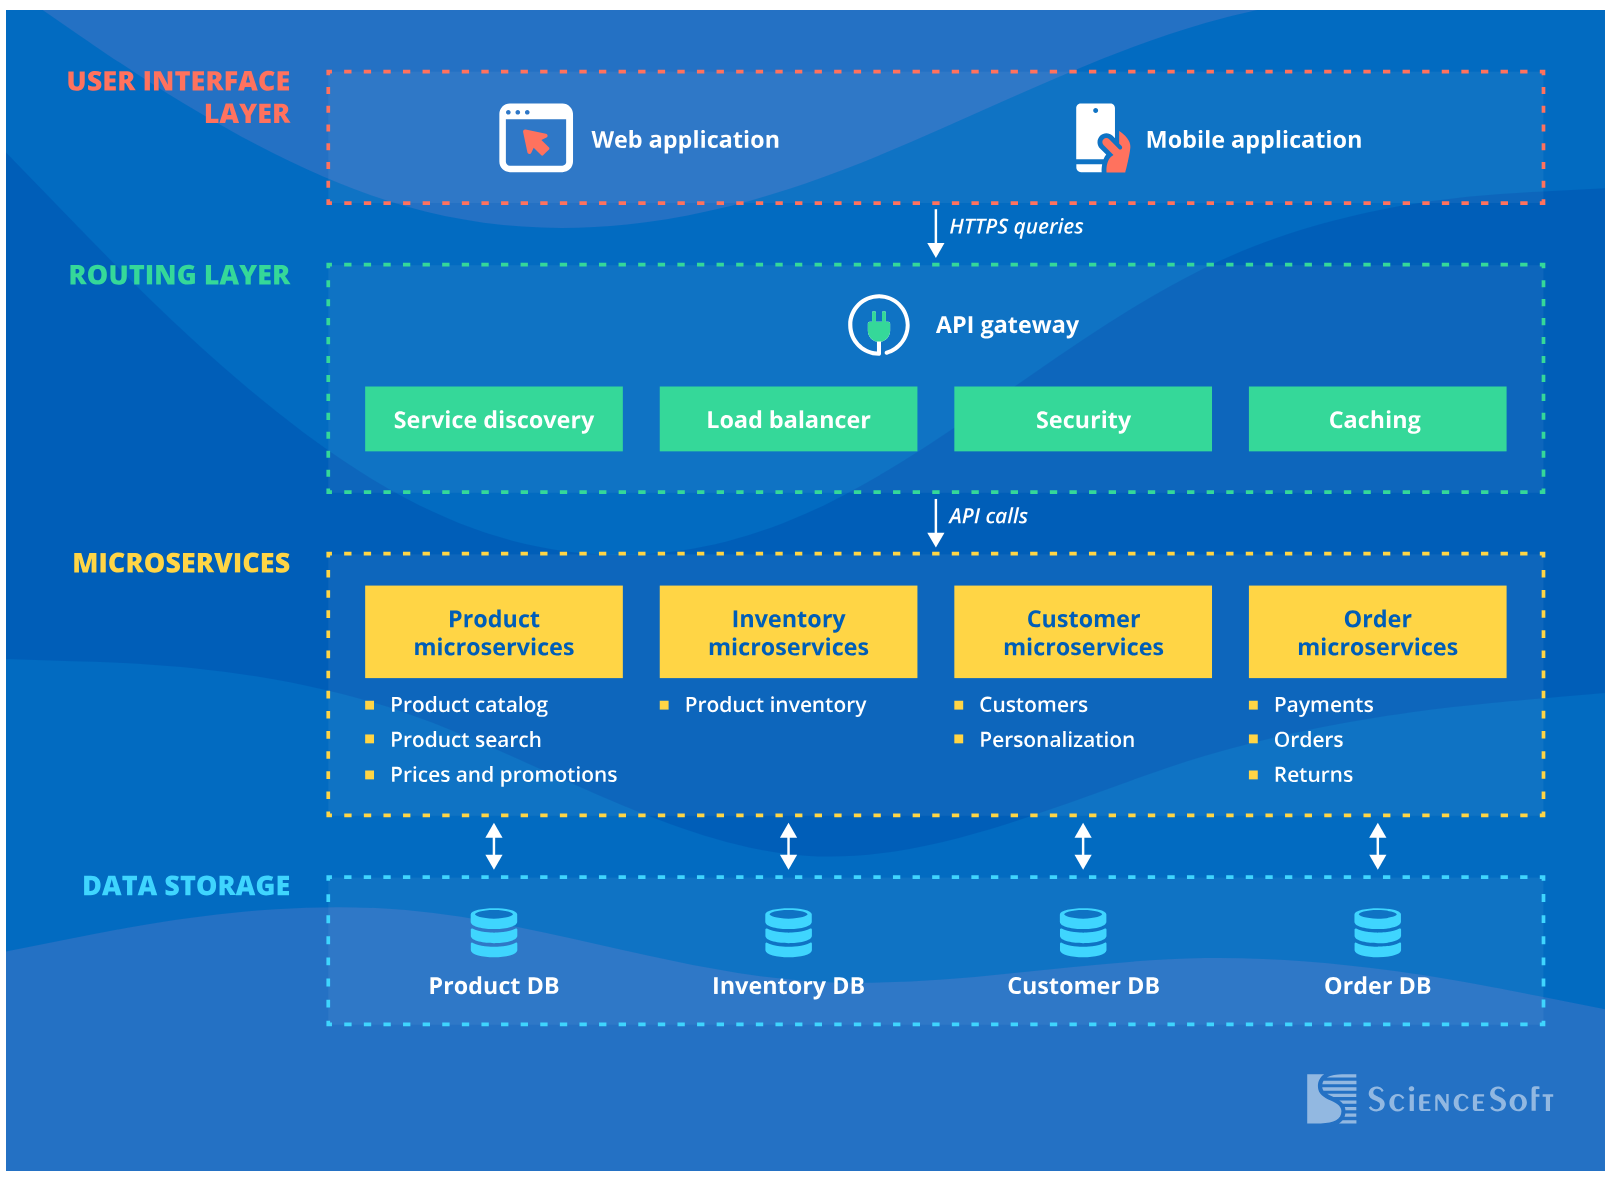 USER INTERFACE
LAYER
Web application
Mobile application
HTTPS queries
ROUTING LAYER
API gateway
Service discovery
Load balancer
Security
Caching
API calls
MICROSERVICES
Product
microservices
Product catalog
Product search
Prices and promotions
Inventory
microservices
Product inventory
Customer
microservices
Customers
Personalization
Order
microservices
Payments
Orders
Returns
DATA STORAGE
Product DB
Inventory DB
Customer DB
Order DB
ScienceSoft